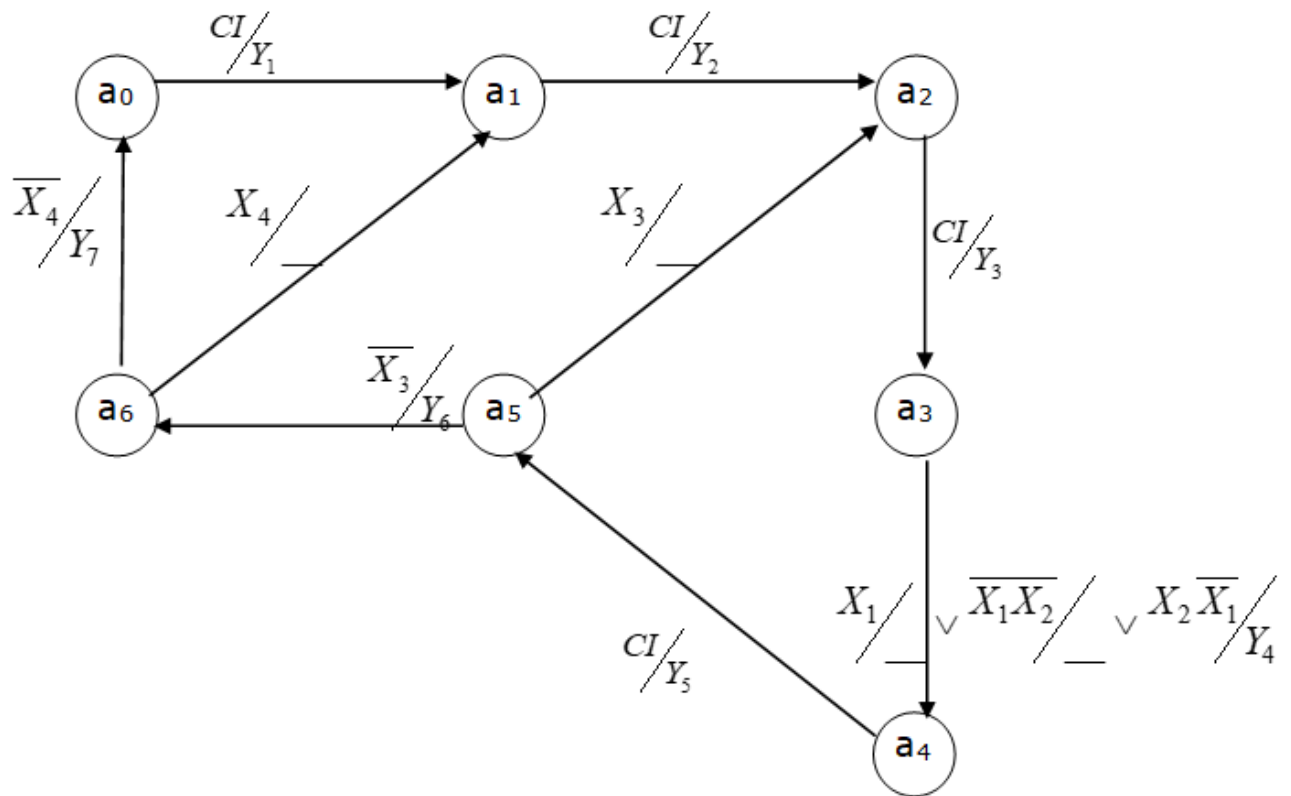 CI/Y₁ CI/Y₂
a₀ a₁ a₂
X̅₄/Y₇ X₄/_ X₃/_ CI/Y₃
X̅₃/Y₆
a₆ a₅ a₃
X₁/_ ∨ X̅₁X̅₂̅/_ ∨ X₂X̅₁/Y₄
CI/Y₅
a₄